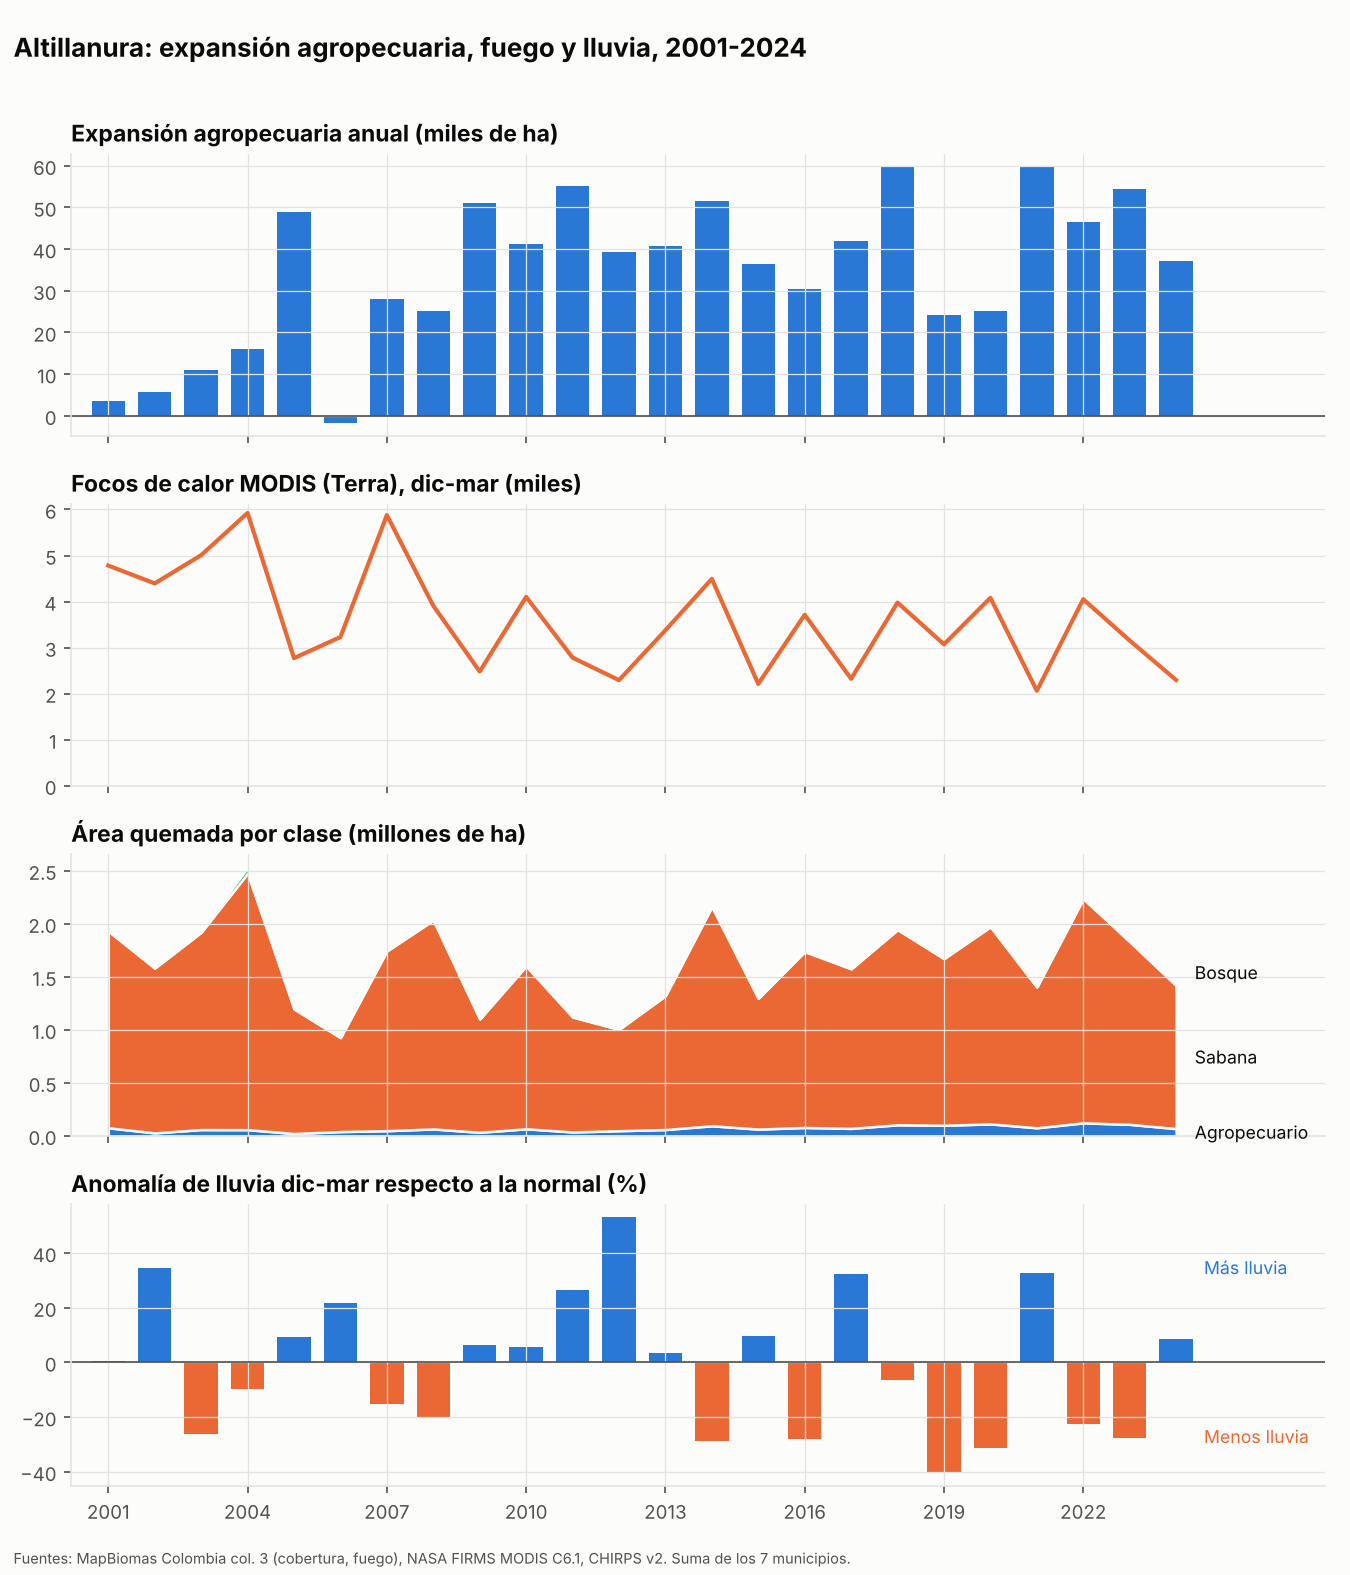 Altillanura: expansión agropecuaria, fuego y lluvia, 2001-2024
Expansión agropecuaria anual (miles de ha)
60
50
40
30
20
10
0
Focos de calor MODIS (Terra), dic-mar (miles)
6
5
4
3
2
1
0
Área quemada por clase (millones de ha)
2.5
2.0
1.5
1.0
0.5
0.0
Bosque
Sabana
Agropecuario
Anomalía de lluvia dic-mar respecto a la normal (%)
40
20
0
−20
−40
Más lluvia
Menos lluvia
2001 2004 2007 2010 2013 2016 2019 2022
Fuentes: MapBiomas Colombia col. 3 (cobertura, fuego), NASA FIRMS MODIS C6.1, CHIRPS v2. Suma de los 7 municipios.